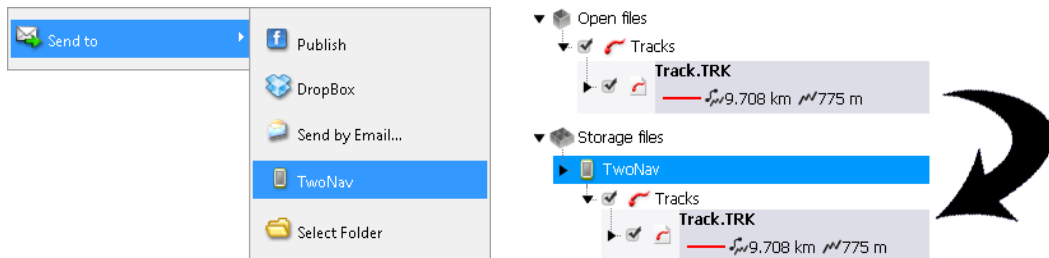 Send to
Publish
DropBox
Send by Email...
TwoNav
Select Folder
Open files
Tracks
Track.TRK
9.708 km 775 m
Storage files
TwoNav
Tracks
Track.TRK
9.708 km 775 m